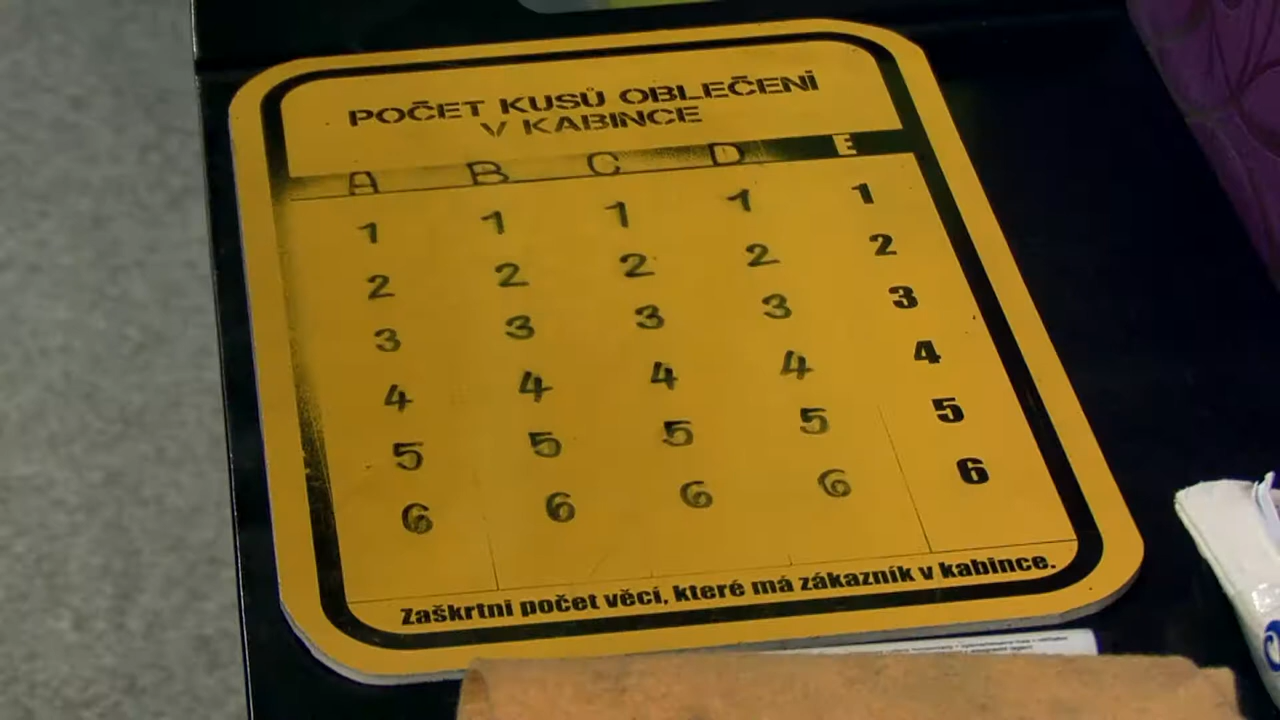 POČET KUSŮ OBLEČENÍ
V KABINCE
A B C D E
1 1 1 1 1
2 2 2 2 2
3 3 3 3 3
4 4 4 4 4
5 5 5 5 5
6 6 6 6 6
Zaškrtni počet věcí, které má zákazník v kabince.